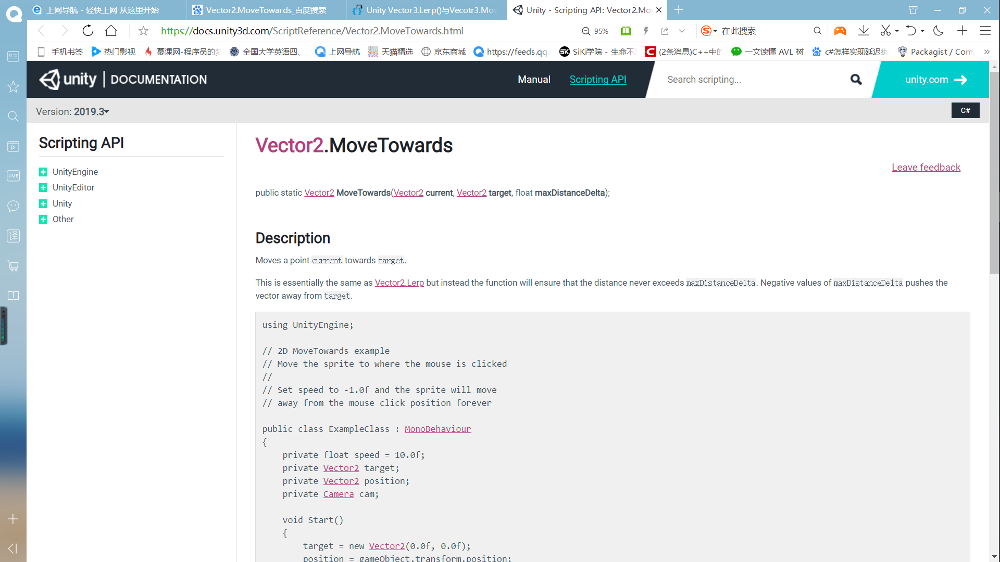 上网导航 - 轻快上网 从这里开始
Vector2.MoveTowards_百度搜索
Unity Vector3.Lerp()与Vecotr3.Mov
Unity - Scripting API: Vector2.Mo
https://docs.unity3d.com/ScriptReference/Vector2.MoveTowards.html
95%
在此搜索
手机书签
热门影视
慕课网-程序员的梦
全国大学英语四、
上网导航
天猫精选
京东商城
https://feeds.qq.
SiKi学院 - 生命不
(2条消息)C++中的
一文读懂 AVL 树
c#怎样实现延迟执
Packagist / Com
LIVE
译
unity | DOCUMENTATION
Manual
Scripting API
Search scripting...
unity.com
Version: 2019.3
C#
Scripting API
UnityEngine
UnityEditor
Unity
Other
Vector2.MoveTowards
Leave feedback
public static Vector2 MoveTowards(Vector2 current, Vector2 target, float maxDistanceDelta);
Description
Moves a point current towards target.
This is essentially the same as Vector2.Lerp but instead the function will ensure that the distance never exceeds maxDistanceDelta. Negative values of maxDistanceDelta pushes the
vector away from target.
using UnityEngine;
// 2D MoveTowards example
// Move the sprite to where the mouse is clicked
//
// Set speed to -1.0f and the sprite will move
// away from the mouse click position forever
public class ExampleClass : MonoBehaviour
{
private float speed = 10.0f;
private Vector2 target;
private Vector2 position;
private Camera cam;
void Start()
{
target = new Vector2(0.0f, 0.0f);
position = gameObject.transform.position;